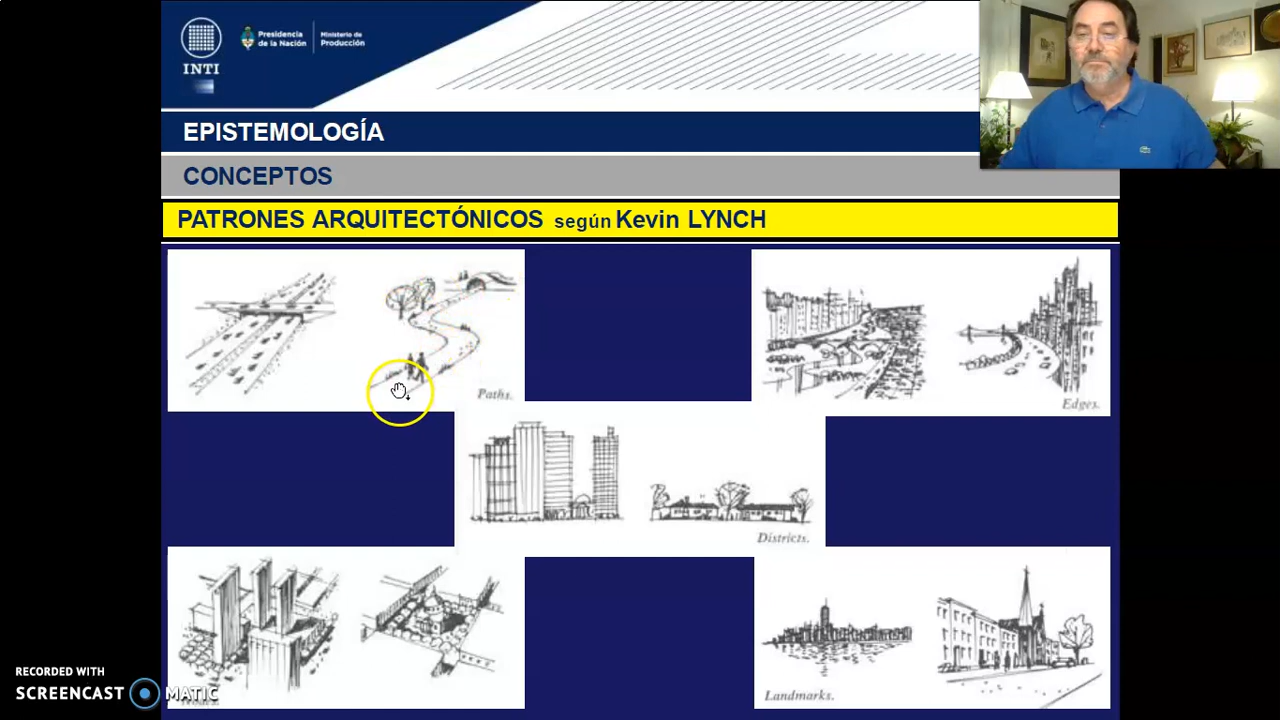 INTI
Presidencia
de la Nación
Ministerio de
Producción
EPISTEMOLOGÍA
CONCEPTOS
PATRONES ARQUITECTÓNICOS según Kevin LYNCH
Paths.
Edges.
Districts.
Landmarks.
RECORDED WITH
SCREENCAST MATIC